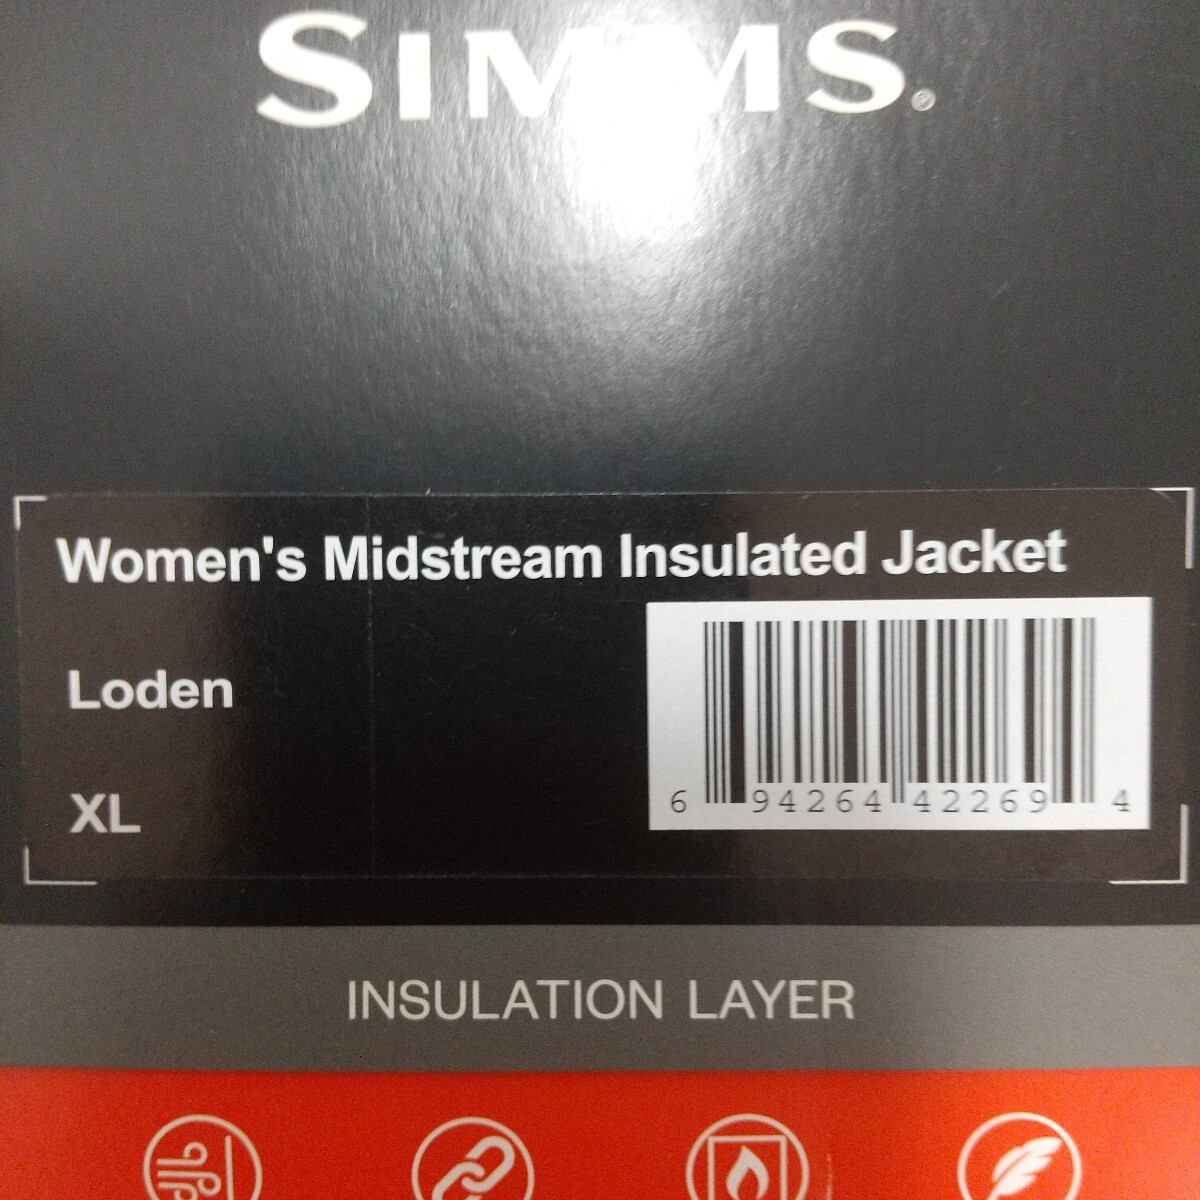 SIMMS®
Women's Midstream Insulated Jacket
Loden
XL
6 94264 42269 4
INSULATION LAYER